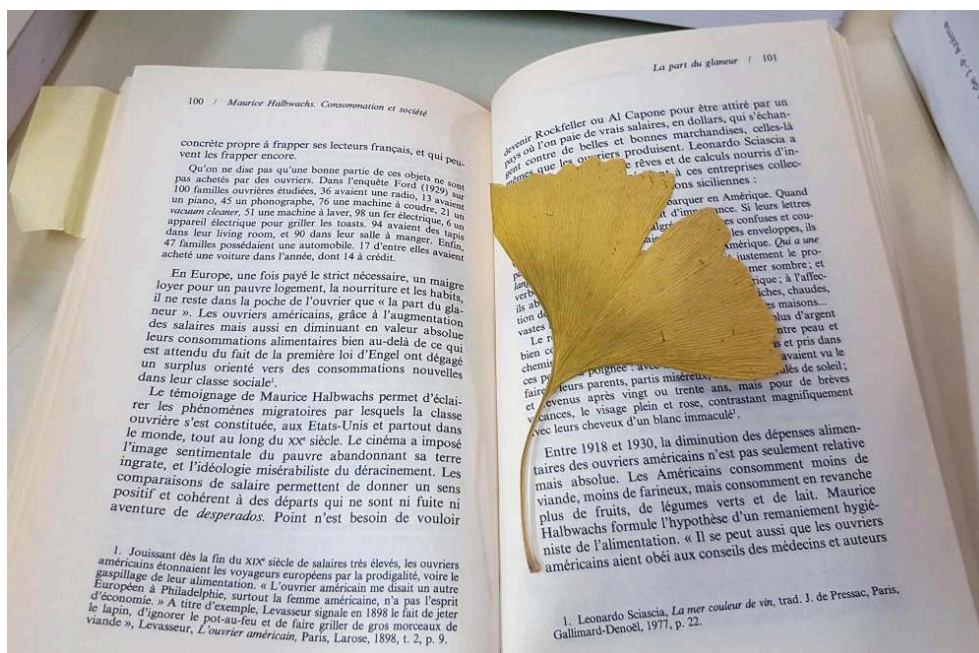 100 / Maurice Halbwachs. Consommation et société
concrète propre à frapper ses lecteurs français, et qui peu-
vent les frapper encore.
Qu'on ne dise pas qu'une bonne partie de ces objets ne sont
pas achetés par des ouvriers. Dans l'enquête Ford (1929) sur
100 familles ouvrières étudiées, 36 avaient une radio, 13 avaient
un piano, 45 un phonographe, 76 une machine à coudre, 21 un
vacuum cleaner, 51 une machine à laver, 98 un fer électrique, 6 un
appareil électrique pour griller les toasts. 94 avaient des tapis
dans leur living room, et 90 dans leur salle à manger. Enfin,
47 familles possédaient une automobile. 17 d'entre elles avaient
acheté une voiture dans l'année, dont 14 à crédit.
En Europe, une fois payé le strict nécessaire, un maigre
loyer pour un pauvre logement, la nourriture et les habits,
il ne reste dans la poche de l'ouvrier que « la part du gla-
neur ». Les ouvriers américains, grâce à l'augmentation
des salaires mais aussi en diminuant en valeur absolue
leurs consommations alimentaires bien au-delà de ce qui
est attendu du fait de la première loi d'Engel ont dégagé
un surplus orienté vers des consommations nouvelles
dans leur classe sociale¹.
Le témoignage de Maurice Halbwachs permet d'éclai-
rer les phénomènes migratoires par lesquels la classe
ouvrière s'est constituée, aux Etats-Unis et partout dans
le monde, tout au long du XXe siècle. Le cinéma a imposé
l'image sentimentale du pauvre abandonnant sa terre
ingrate, et l'idéologie misérabiliste du déracinement. Les
comparaisons de salaire permettent de donner un sens
positif et cohérent à des départs qui ne sont ni fuite ni
aventure de desperados. Point n'est besoin de vouloir
1. Jouissant dès la fin du XIXe siècle de salaires très élevés, les ouvriers
américains étonnaient les voyageurs européens par la prodigalité, voire le
gaspillage de leur alimentation. « L'ouvrier américain me disait un autre
Européen à Philadelphie, surtout la femme américaine, n'a pas l'esprit
d'économie. » A titre d'exemple, Levasseur signale en 1898 le fait de jeter
le lapin, d'ignorer le pot-au-feu et de faire griller de gros morceaux de
viande », Levasseur, L'ouvrier américain, Paris, Larose, 1898, t. 2, p. 9.
La part du glaneur / 101
devenir Rockfeller ou Al Capone pour être attiré par un
pays où l'on paie de vrais salaires, en dollars, qui s'échan-
gent contre de belles et bonnes marchandises, celles-là
mêmes que les ouvriers produisent. Leonardo Sciascia a
de rêves et de calculs nourris d'in-
à ces entreprises collec-
siciliennes :
barquer en Amérique. Quand
Si leurs lettres
confuses et cou-
les enveloppes, ils
Amérique. Qui a une
justement le pro-
mer sombre ; et
à l'affec-
chaudes,
maisons...
plus d'argent
entre peau et
et pris dans
avaient vu le
de soleil ;
leurs parents, partis miséreux,
et revenus après vingt ou trente ans, mais pour de brèves
vacances, le visage plein et rose, contrastant magnifiquement
avec leurs cheveux d'un blanc immaculé¹.
Entre 1918 et 1930, la diminution des dépenses alimen-
taires des ouvriers américains n'est pas seulement relative
mais absolue. Les Américains consomment moins de
viande, moins de farineux, mais consomment en revanche
plus de fruits, de légumes verts et de lait. Maurice
Halbwachs formule l'hypothèse d'un remaniement hygié-
niste de l'alimentation. « Il se peut aussi que les ouvriers
américains aient obéi aux conseils des médecins et auteurs
1. Leonardo Sciascia, La mer couleur de vin, trad. J. de Pressac, Paris,
Gallimard-Denoël, 1977, p. 22.